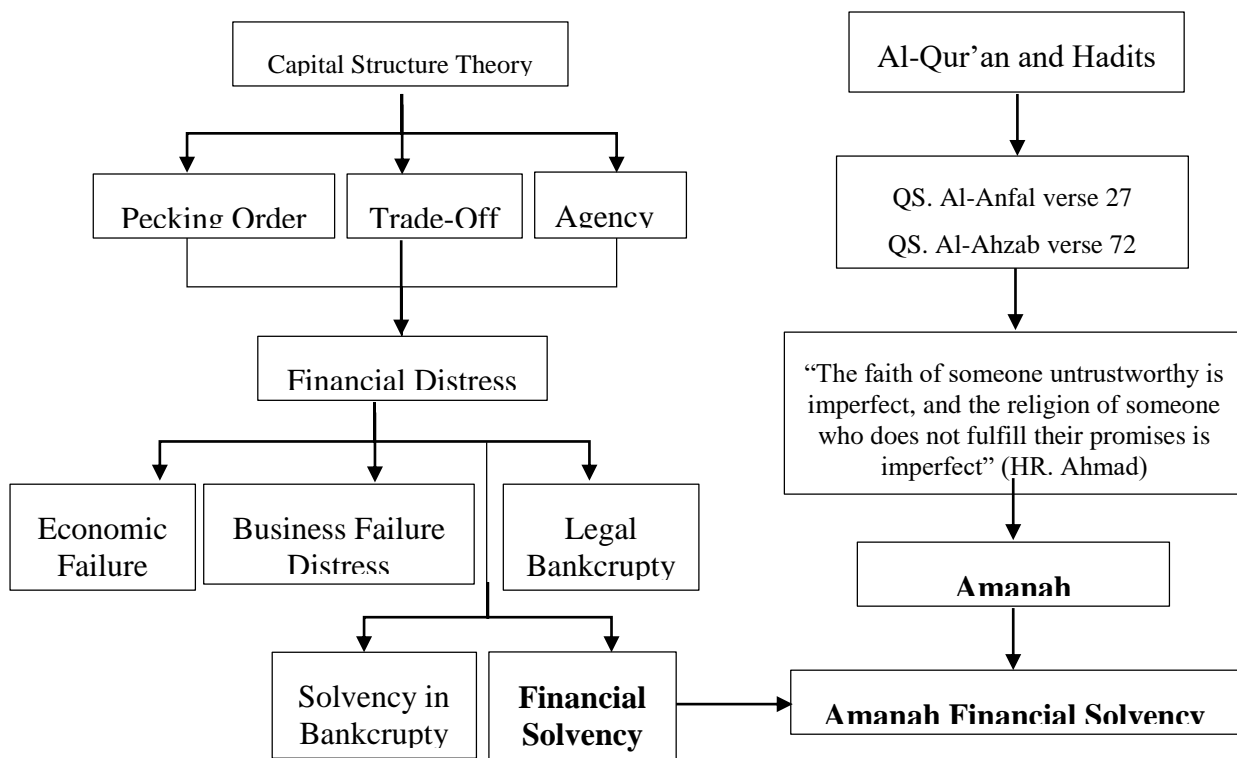 Capital Structure Theory
Pecking Order
Trade-Off
Agency
Financial Distress
Economic
Failure
Business Failure
Distress
Legal
Bankcrupty
Solvency in
Bankcrupty
Financial
Solvency
Al-Qur’an and Hadits
QS. Al-Anfal verse 27
QS. Al-Ahzab verse 72
“The faith of someone untrustworthy is
imperfect, and the religion of someone
who does not fulfill their promises is
imperfect” (HR. Ahmad)
Amanah
Amanah Financial Solvency